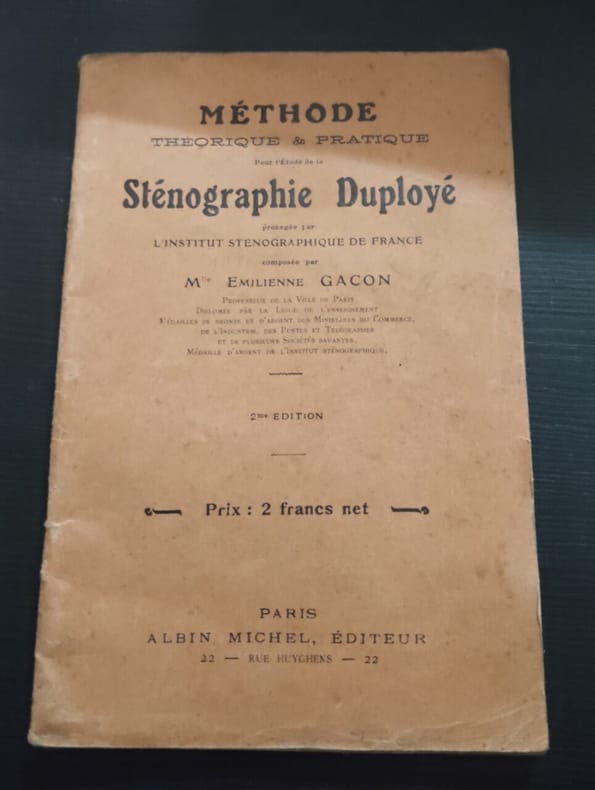 MÉTHODE
THÉORIQUE & PRATIQUE
Pour l'Étude de la
Sténographie Duployé
propagée par
L'INSTITUT STENOGRAPHIQUE DE FRANCE
composée par
Mlle EMILIENNE GACON
PROFESSEUR DE LA VILLE DE PARIS
DIPLOMÉE PAR LA LIGUE DE L'ENSEIGNEMENT
MÉDAILLES DE BRONZE ET D'ARGENT DES MINISTÈRES DU COMMERCE,
DE L'INDUSTRIE, DES POSTES ET TÉLÉGRAPHES
ET DE PLUSIEURS SOCIÉTÉS SAVANTES,
MÉDAILLE D'ARGENT DE L'INSTITUT STÉNOGRAPHIQUE,
2me EDITION
Prix : 2 francs net
PARIS
ALBIN MICHEL, ÉDITEUR
22 — RUE HUYGHENS — 22